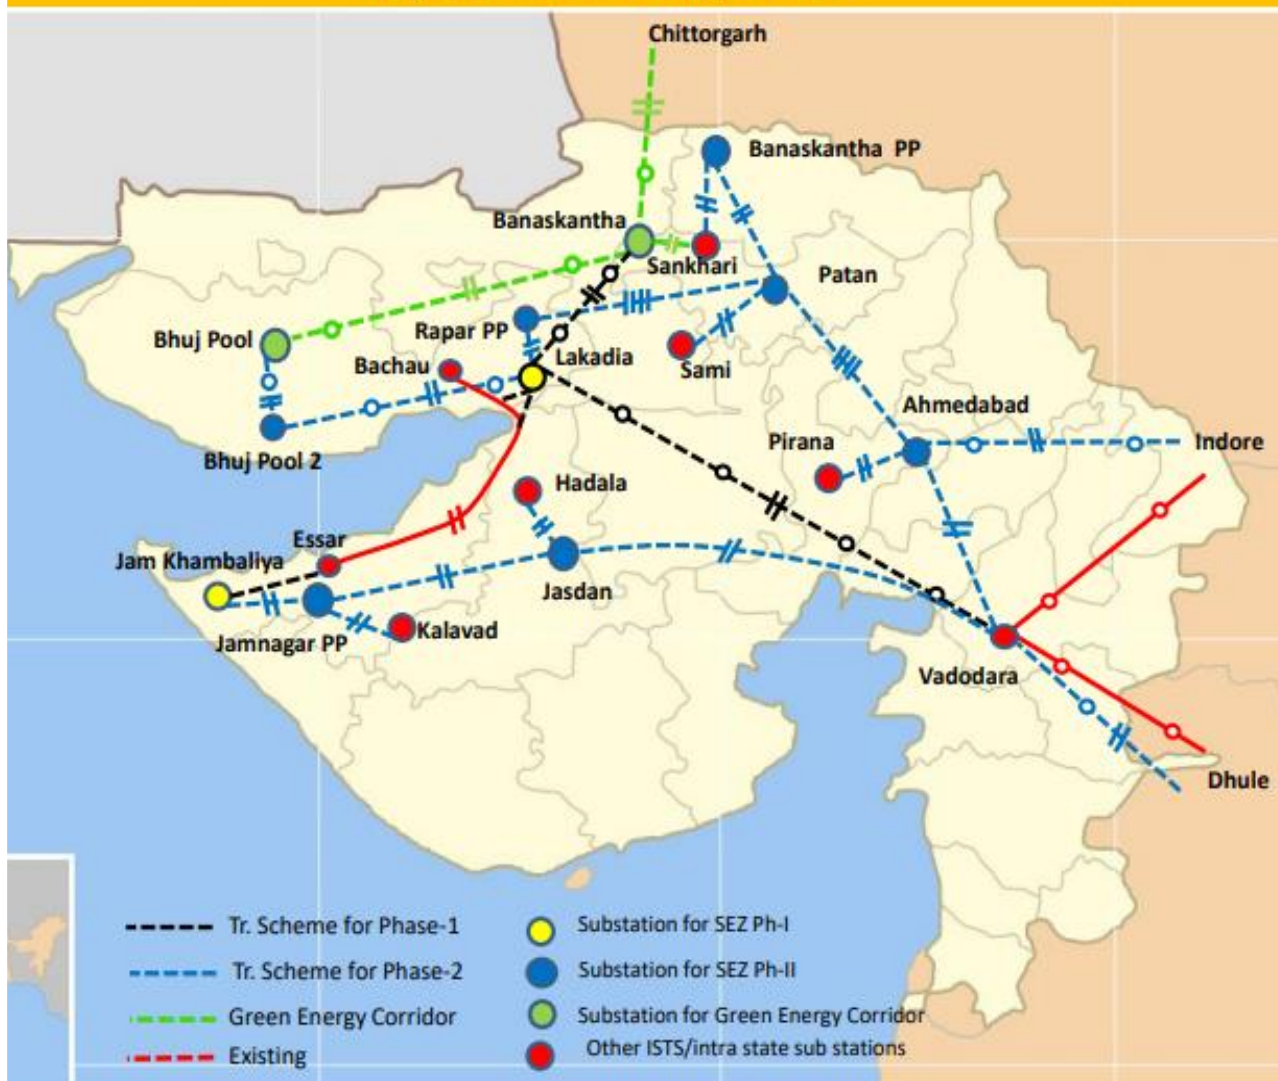 Chittorgarh
Banaskantha PP
Banaskantha
Sankhari
Patan
Bhuj Pool
Rapar PP
Lakadia
Bachau
Sami
Ahmedabad
Pirana
Indore
Bhuj Pool 2
Hadala
Essar
Jam Khambaliya
Jasdan
Kalavad
Jamnagar PP
Vadodara
Dhule
Tr. Scheme for Phase-1
Substation for SEZ Ph-I
Tr. Scheme for Phase-2
Substation for SEZ Ph-II
Green Energy Corridor
Substation for Green Energy Corridor
Existing
Other ISTS/intra state sub stations